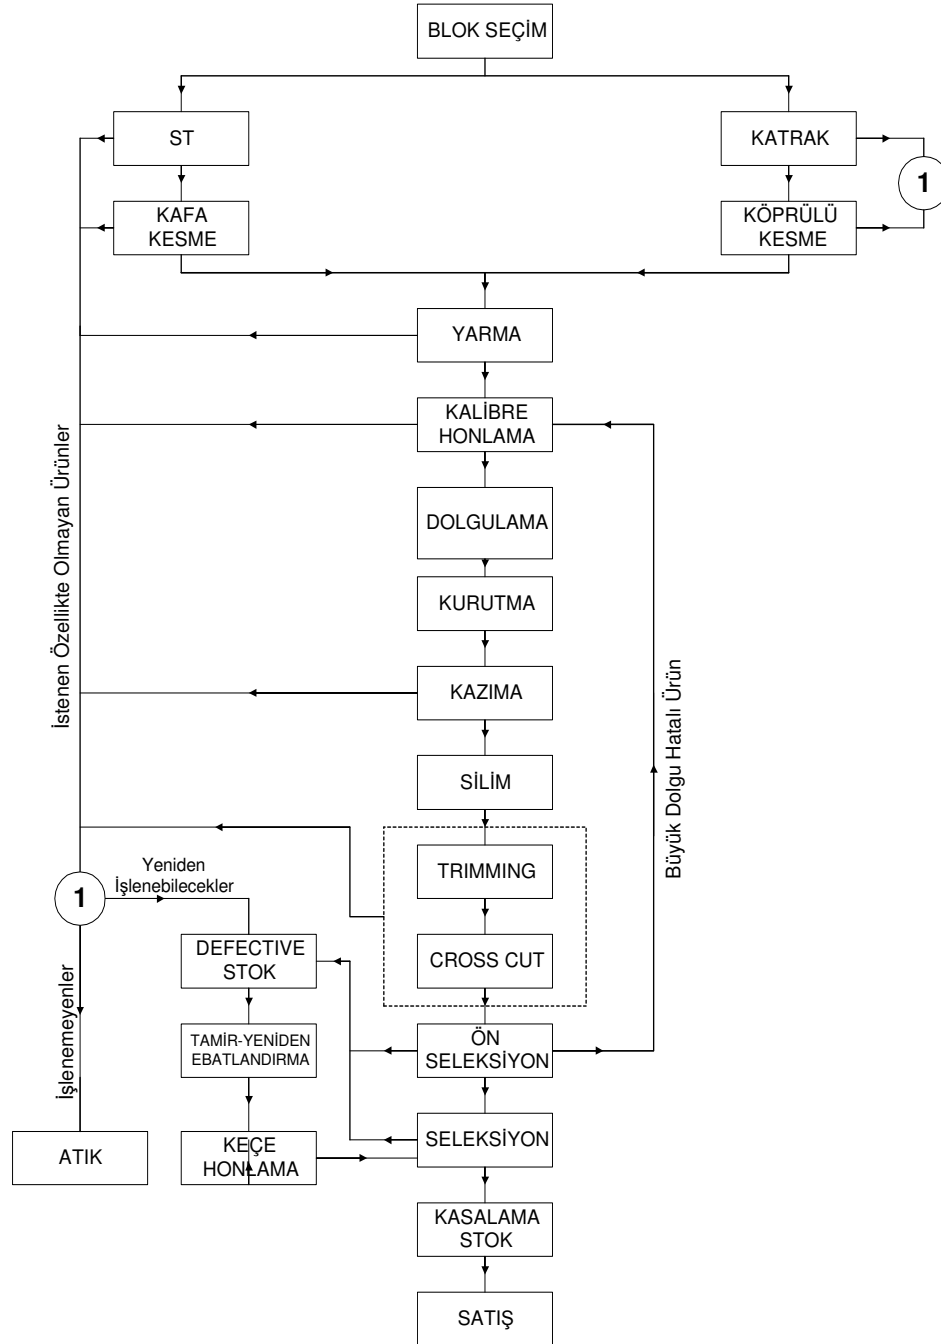 BLOK SEÇİM
ST
KATRAK
1
KAFA
KESME
KÖPRÜLÜ
KESME
YARMA
KALİBRE
HONLAMA
İstenen Özellikte Olmayan Ürünler
DOLGULAMA
KURUTMA
KAZIMA
Büyük Dolgu Hatalı Ürün
SİLİM
TRIMMING
Yeniden
İşlenebilecekler
1
DEFECTIVE
STOK
CROSS CUT
İşlenemeyenler
TAMİR-YENİDEN
EBATLANDIRMA
ÖN
SELEKSİYON
ATIK
KEÇE
HONLAMA
SELEKSİYON
KASALAMA
STOK
SATIŞ